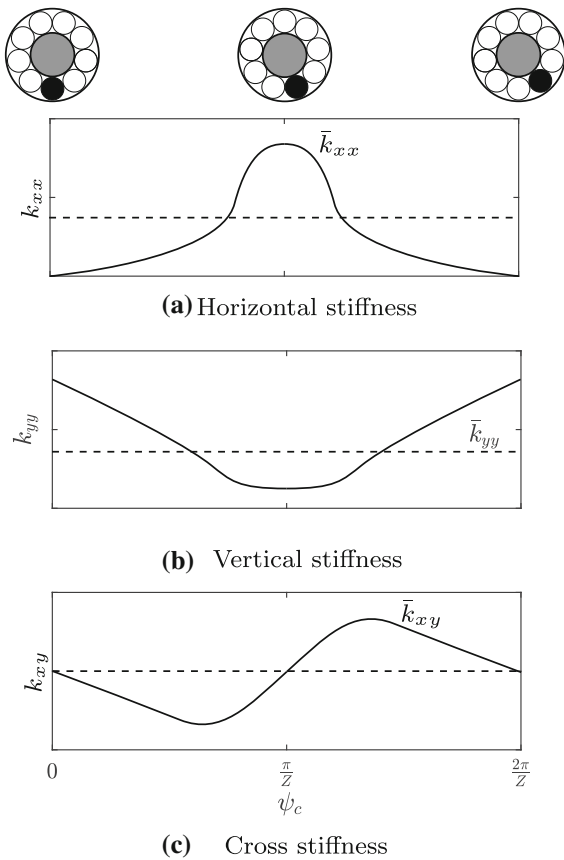 k̄xx
kxx
(a) Horizontal stiffness
kyy
k̄yy
(b) Vertical stiffness
k̄xy
kxy
0 π/Z 2π/Z
ψc
(c) Cross stiffness